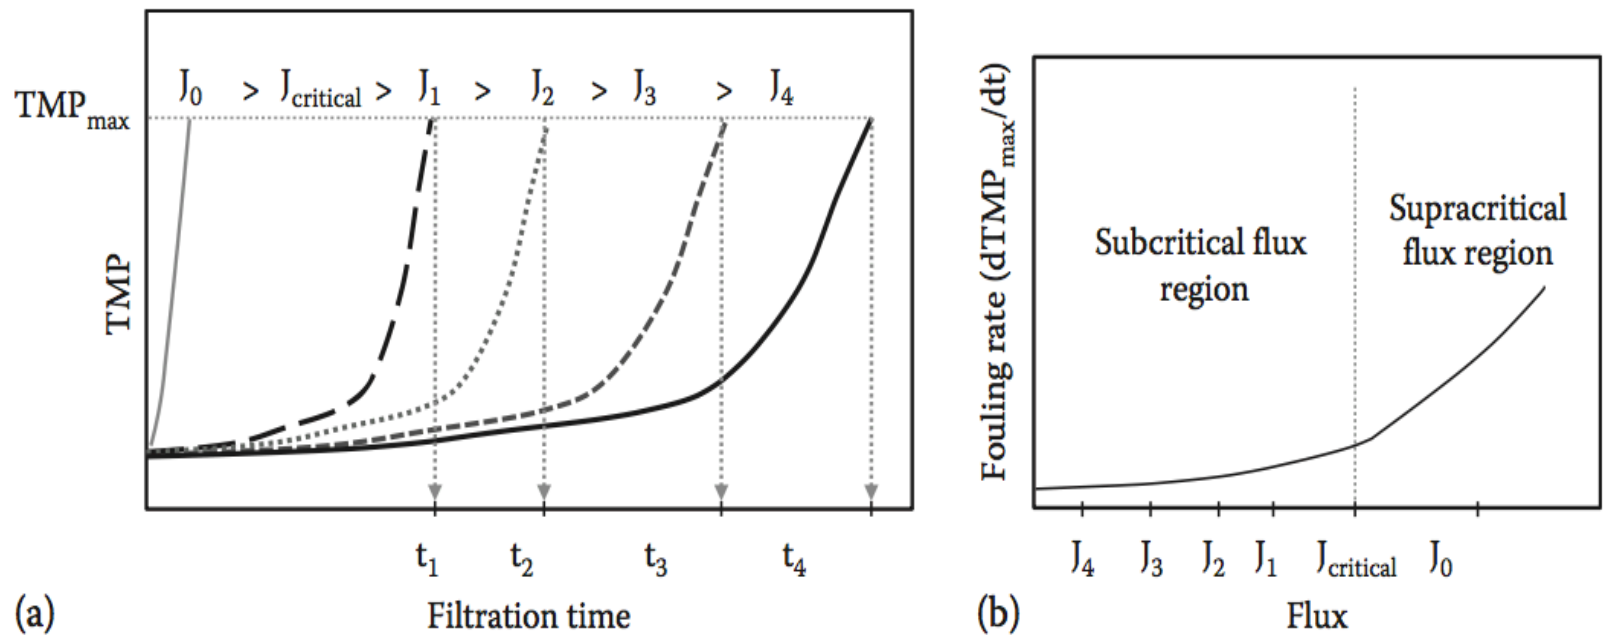 J0 > Jcritical > J1 > J2 > J3 > J4
TMPmax
TMP
t1 t2 t3 t4
(a) Filtration time
Fouling rate (dTMPmax/dt)
Subcritical flux
region
Supracritical
flux region
J4 J3 J2 J1 Jcritical J0
(b) Flux